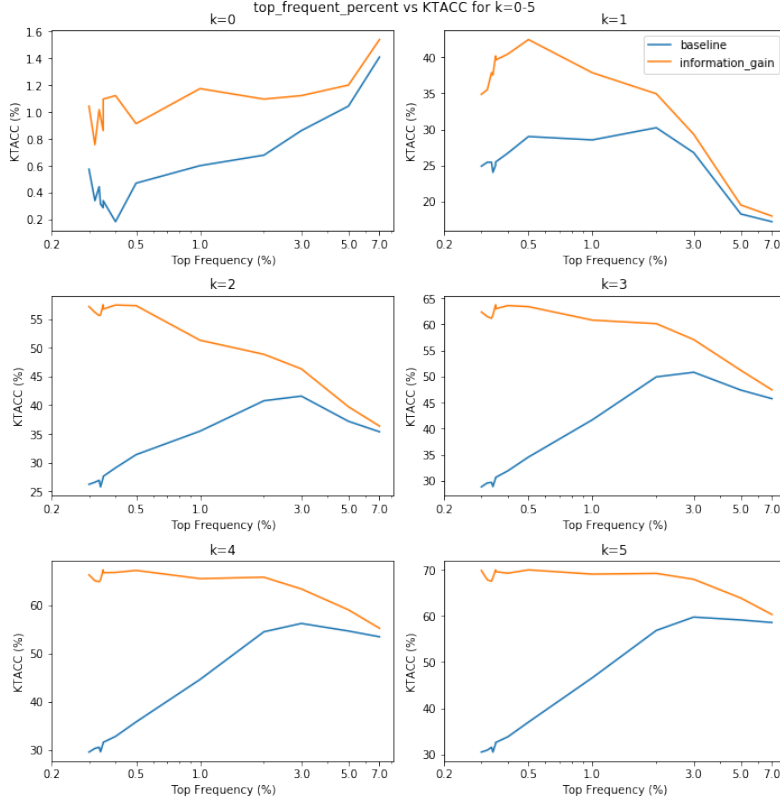 top_frequent_percent vs KTACC for k=0-5
k=0
KTACC (%)
1.6
1.4
1.2
1.0
0.8
0.6
0.4
0.2
0.2 0.5 1.0 3.0 5.0 7.0
Top Frequency (%)
k=1
baseline
information_gain
KTACC (%)
40
35
30
25
20
0.2 0.5 1.0 3.0 5.0 7.0
Top Frequency (%)
k=2
KTACC (%)
55
50
45
40
35
30
25
0.2 0.5 1.0 3.0 5.0 7.0
Top Frequency (%)
k=3
KTACC (%)
65
60
55
50
45
40
35
30
0.2 0.5 1.0 3.0 5.0 7.0
Top Frequency (%)
k=4
KTACC (%)
60
50
40
30
0.2 0.5 1.0 3.0 5.0 7.0
Top Frequency (%)
k=5
KTACC (%)
70
60
50
40
30
0.2 0.5 1.0 3.0 5.0 7.0
Top Frequency (%)